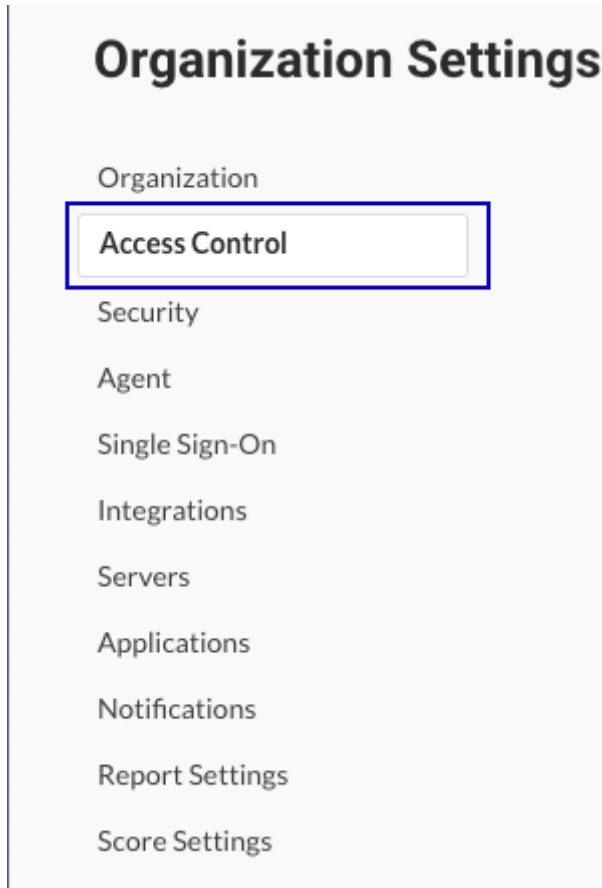 Organization Settings
Organization
Access Control
Security
Agent
Single Sign-On
Integrations
Servers
Applications
Notifications
Report Settings
Score Settings